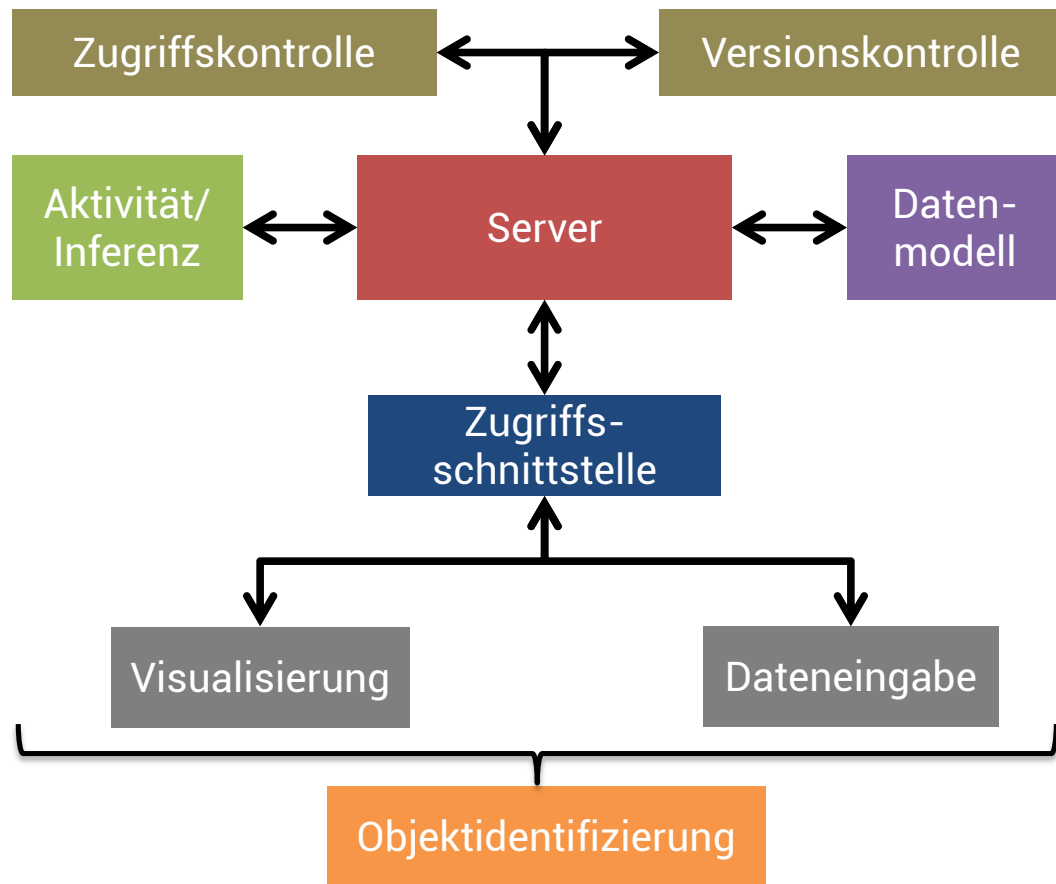 Zugriffskontrolle
Versionskontrolle
Aktivität/
Inferenz
Server
Daten-
modell
Zugriffs-
schnittstelle
Visualisierung
Dateneingabe
Objektidentifizierung